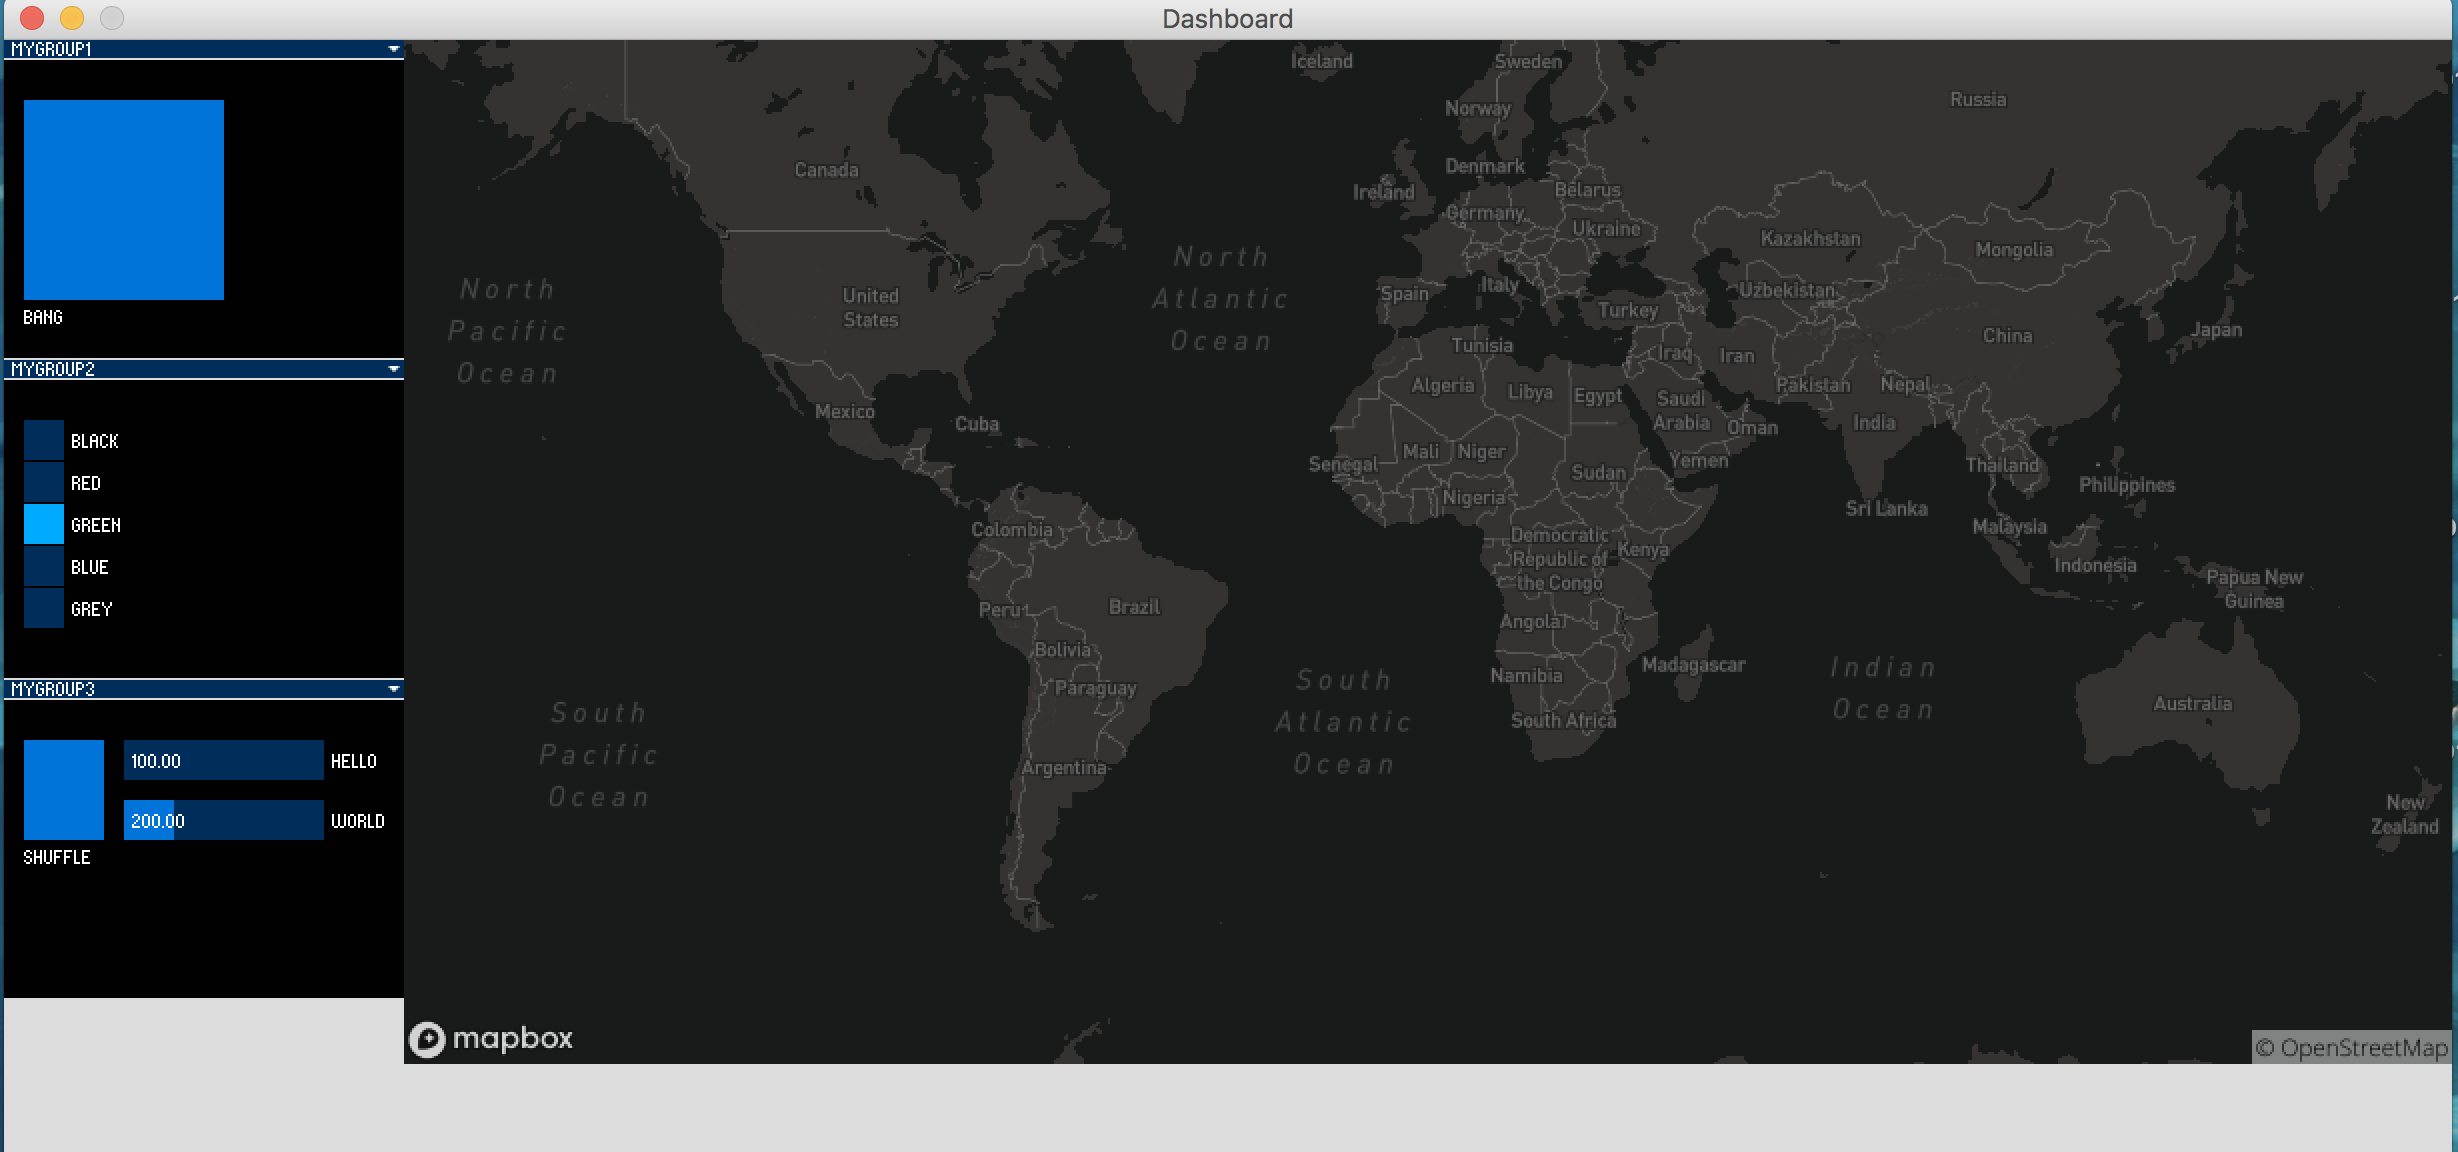 Dashboard
MYGROUP1
BANG
MYGROUP2
BLACK
RED
GREEN
BLUE
GREY
MYGROUP3
100.00 HELLO
200.00 WORLD
SHUFFLE
Iceland
Sweden
Russia
Norway
Canada
Denmark
Ireland
Belarus
Germany
Ukraine
Kazakhstan
Mongolia
North
Pacific
Ocean
United
States
North
Atlantic
Ocean
Spain
Italy
Turkey
Uzbekistan
China
Japan
Tunisia
Iraq
Iran
Algeria
Libya
Egypt
Saudi
Arabia
Oman
Pakistan
Nepal
India
Mexico
Cuba
Senegal
Mali
Niger
Sudan
Yemen
Thailand
Philippines
Nigeria
Sri Lanka
Malaysia
Colombia
Democratic
Republic of
the Congo
Kenya
Indonesia
Papua New
Guinea
Peru
Brazil
Angola
Bolivia
Namibia
Madagascar
Indian
Ocean
Paraguay
South
Pacific
Ocean
South
Atlantic
Ocean
South Africa
Australia
Argentina
New
Zealand
mapbox
© OpenStreetMap